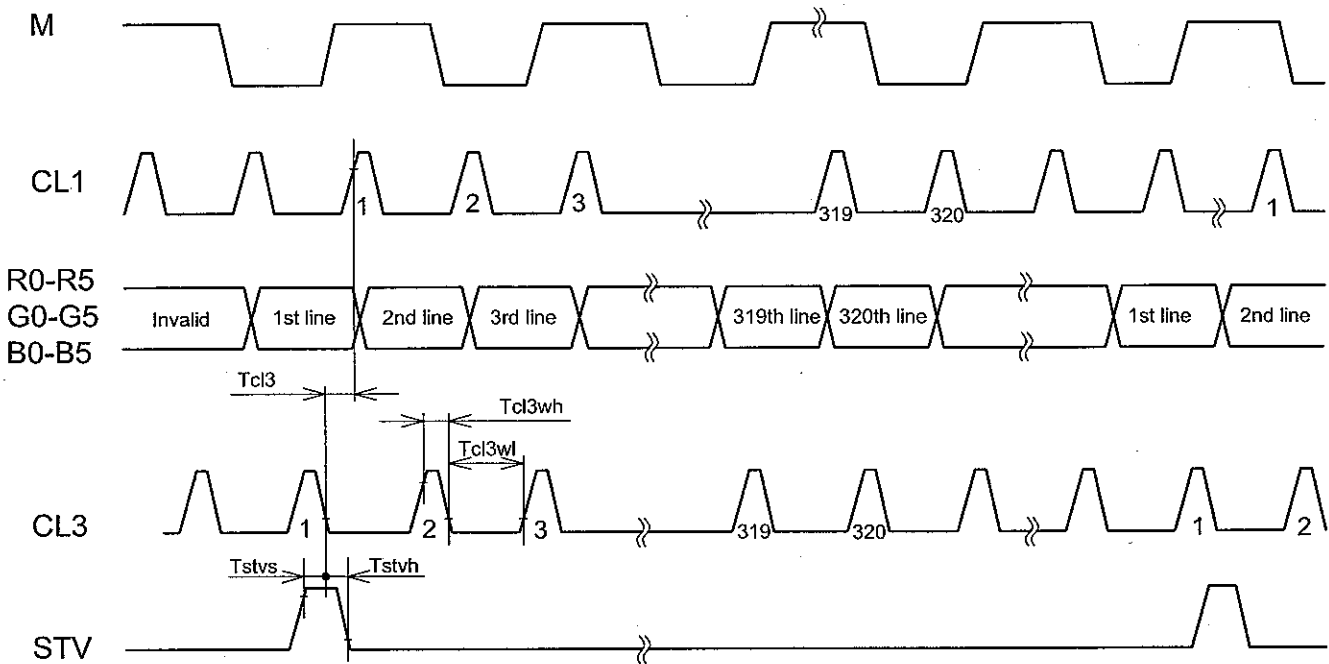 M
CL1
1 2 3 319 320 1
R0-R5
G0-G5
B0-B5
Invalid 1st line 2nd line 3rd line 319th line 320th line 1st line 2nd line
Tcl3
Tcl3wh
Tcl3wl
CL3
1 2 3 319 320 1 2
Tstvs Tstvh
STV